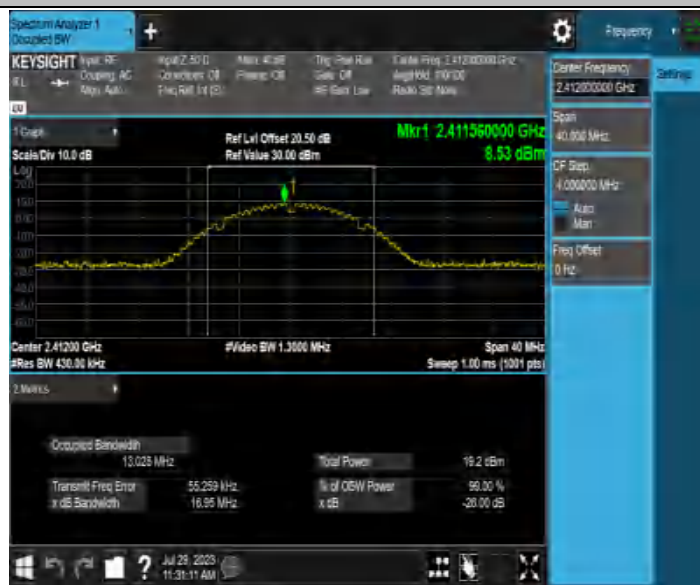 Spectrum Analyzer 1
Occupied BW
+
Frequency
KEYSIGHT Input: RF
Coupling: AC
Align: Auto
Input Z: 50 Ω
Corrections: Off
Freq Ref: Int (S)
Atten: 40 dB
Preamp: Off
Trig: Free Run
Gate: Off
#IF Gain: Low
Center Freq: 2.412000000 GHz
Avg|Hold: 100/100
Radio Std: None
Center Frequency
2.412000000 GHz
Settings
Span
40.000 MHz
CF Step
4.000000 MHz
Auto
Man
Freq Offset
0 Hz
1 Graph
Scale/Div 10.0 dB
Log
Ref Lvl Offset 20.50 dB
Ref Value 30.00 dBm
Mkr1 2.411560000 GHz
8.53 dBm
1
Center 2.41200 GHz
#Res BW 430.00 kHz
#Video BW 1.3000 MHz
Span 40 MHz
Sweep 1.00 ms (1001 pts)
2 Metrics
Occupied Bandwidth
13.025 MHz
Total Power 19.2 dBm
Transmit Freq Error 55.259 kHz
% of OBW Power 99.00 %
x dB Bandwidth 16.95 MHz
x dB -26.00 dB
?
Jul 29, 2023
11:31:11 AM